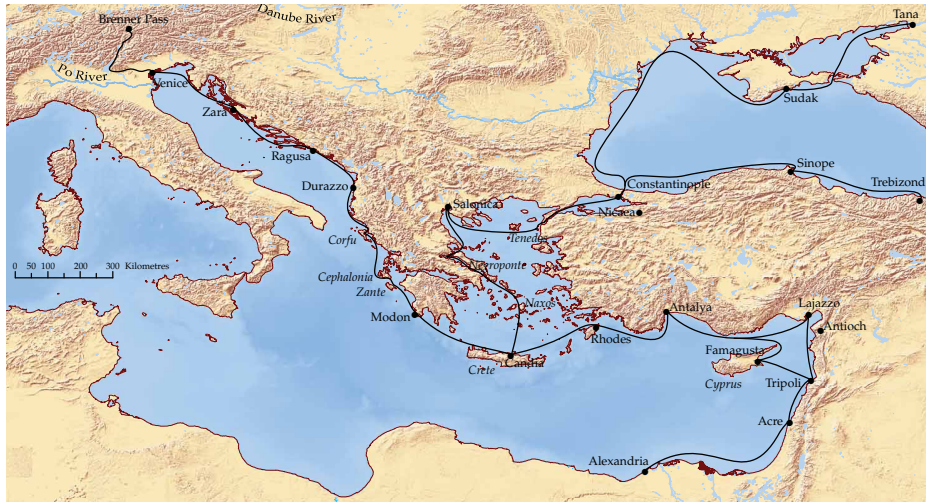 Brenner Pass
Danube River
Tana
Po River
Venice
Zara
Sudak
Ragusa
Sinope
Durazzo
Constantinople
Trebizond
Salonica
Nicaea
Corfu
Tenedos
Negroponte
0 50 100 200 300 Kilometres
Cephalonia
Zante
Naxos
Modon
Antalya
Lajazzo
Antioch
Rhodes
Candia
Crete
Famagusta
Cyprus
Tripoli
Acre
Alexandria